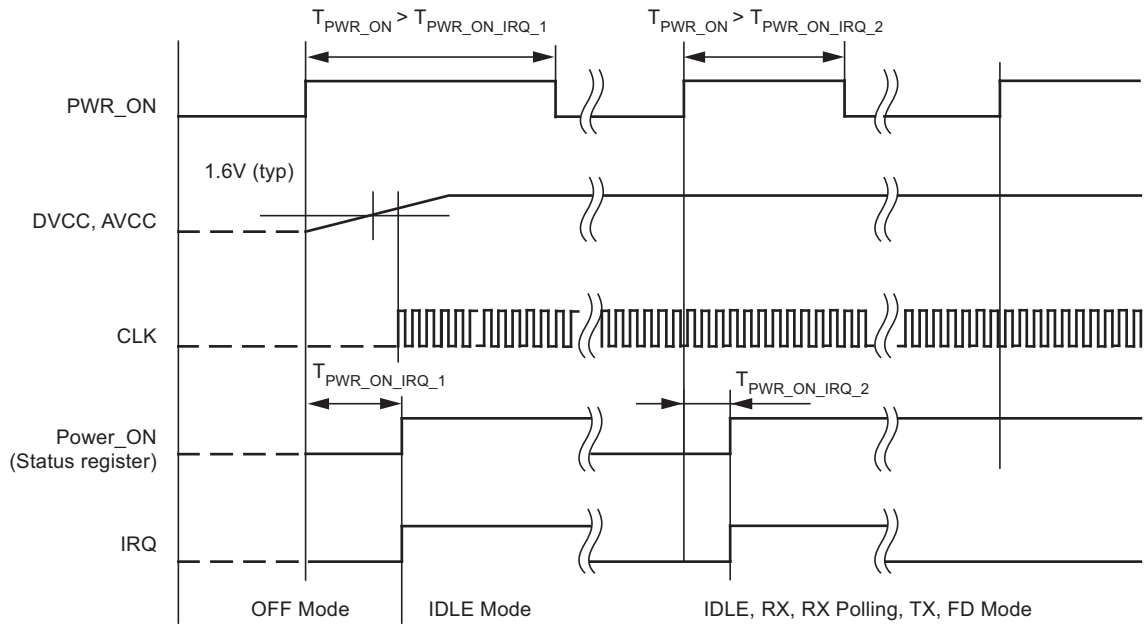 TPWR_ON > TPWR_ON_IRQ_1
TPWR_ON > TPWR_ON_IRQ_2
PWR_ON
1.6V (typ)
DVCC, AVCC
CLK
TPWR_ON_IRQ_1
TPWR_ON_IRQ_2
Power_ON
(Status register)
IRQ
OFF Mode
IDLE Mode
IDLE, RX, RX Polling, TX, FD Mode